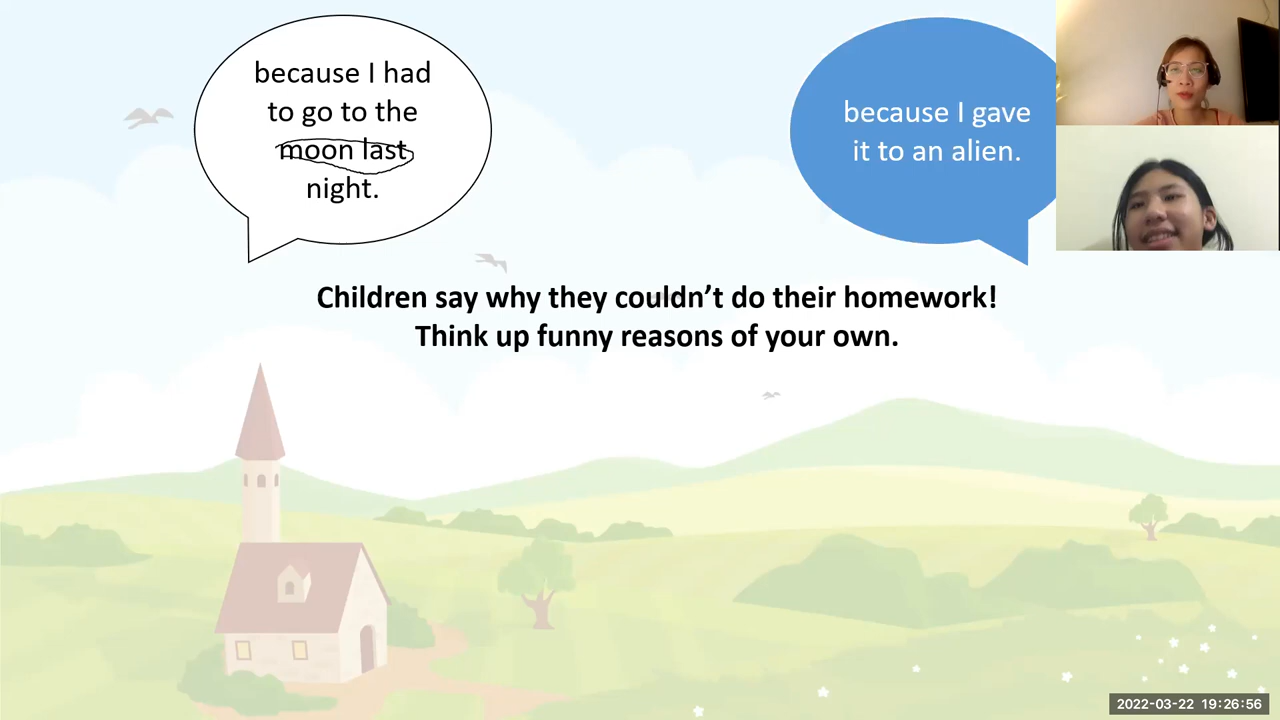 because I had
to go to the
moon last
night.
because I gave
it to an alien.
Children say why they couldn’t do their homework!
Think up funny reasons of your own.
2022-03-22 19:26:56